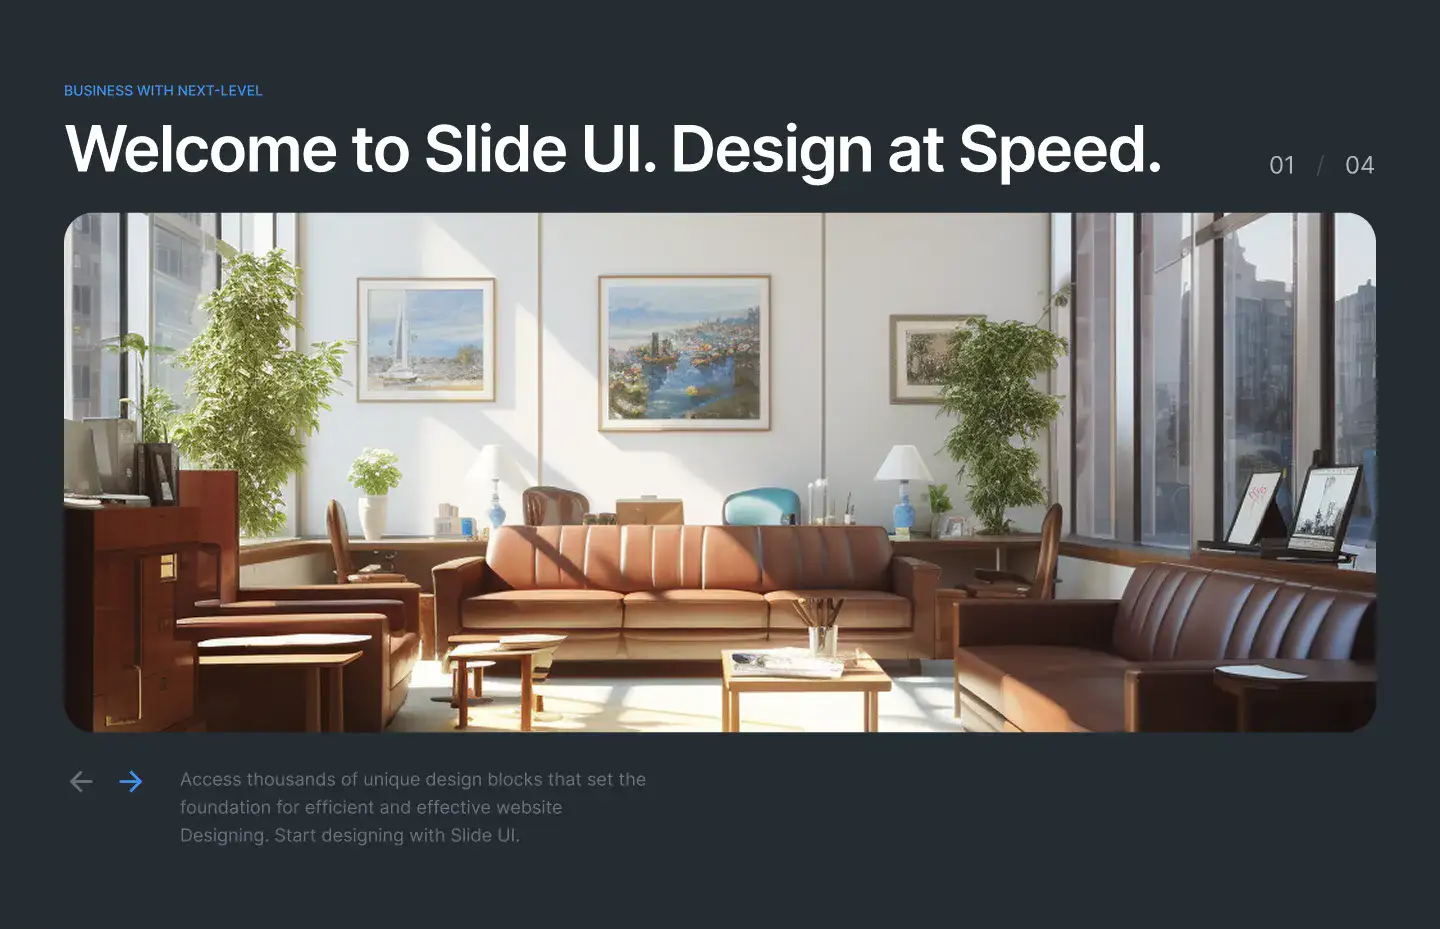 BUSINESS WITH NEXT-LEVEL
Welcome to Slide UI. Design at Speed.
01 / 04
Access thousands of unique design blocks that set the
foundation for efficient and effective website
Designing. Start designing with Slide UI.